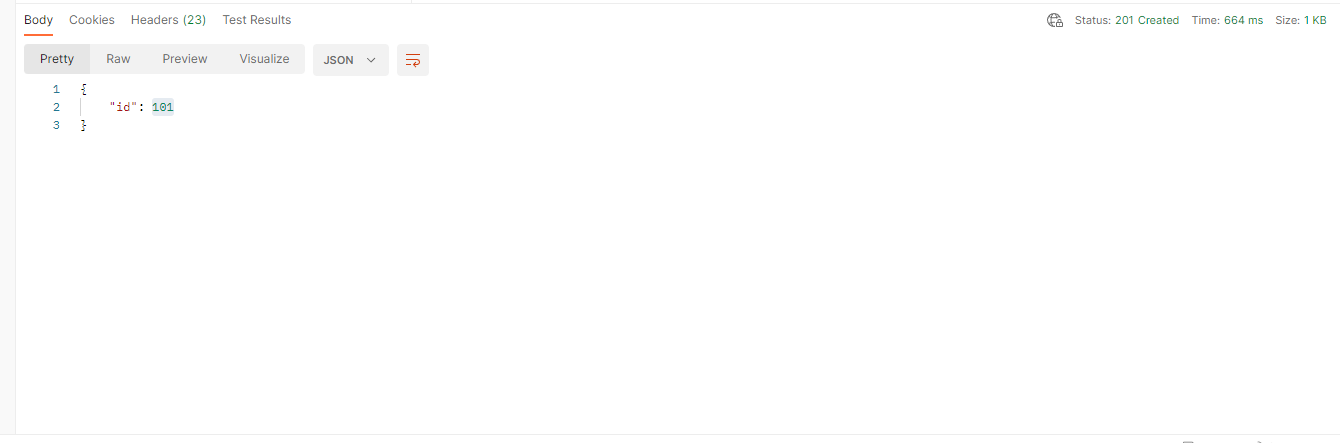 Body Cookies Headers (23) Test Results Status: 201 Created Time: 664 ms Size: 1 KB
Pretty Raw Preview Visualize JSON
1 {
2 "id": 101
3 }